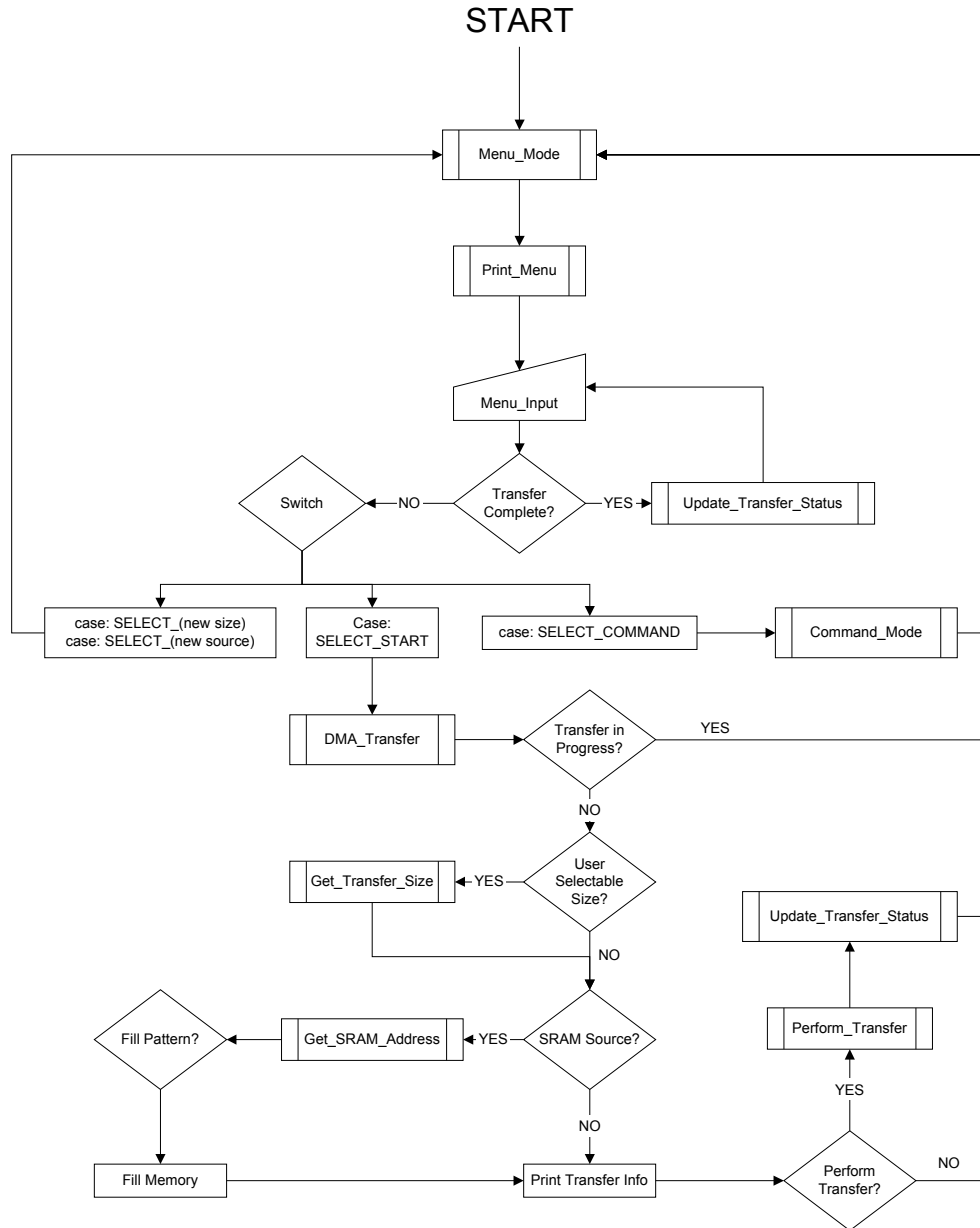 START
Menu_Mode
Print_Menu
Menu_Input
Switch
NO
Transfer
Complete?
YES
Update_Transfer_Status
case: SELECT_(new size)
case: SELECT_(new source)
Case:
SELECT_START
case: SELECT_COMMAND
Command_Mode
DMA_Transfer
Transfer in
Progress?
YES
NO
Get_Transfer_Size
YES
User
Selectable
Size?
Update_Transfer_Status
NO
Fill Pattern?
Get_SRAM_Address
YES
SRAM Source?
Perform_Transfer
YES
NO
Fill Memory
Print Transfer Info
Perform
Transfer?
NO